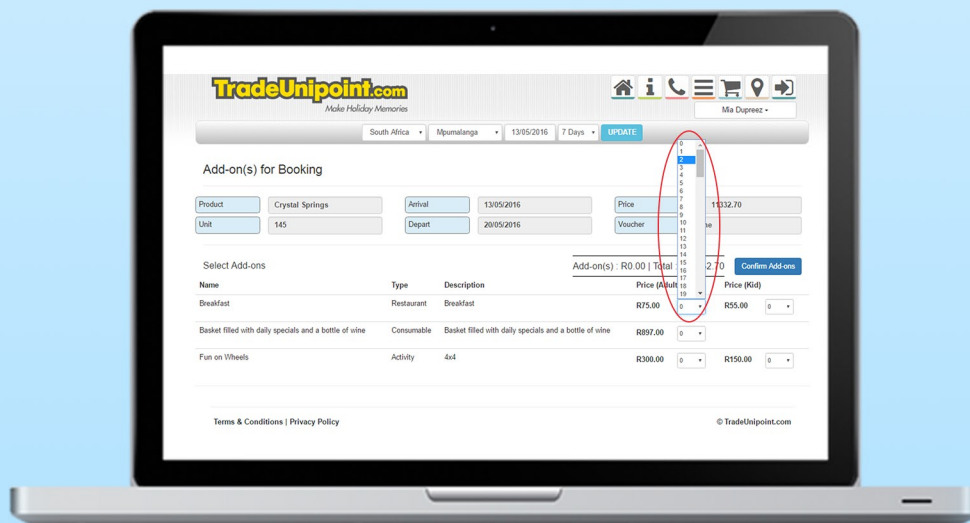 TradeUnipoint.com
Make Holiday Memories
Mia Dupreez
South Africa Mpumalanga 13/05/2016 7 Days UPDATE
Add-on(s) for Booking
Product Crystal Springs Arrival 13/05/2016 Price 11332.70
Unit 145 Depart 20/05/2016 Voucher
0
1
2
3
4
5
6
7
8
9
10
11
12
13
14
15
16
17
18
19
Select Add-ons Add-on(s) : R0.00 | Total 2.70 Confirm Add-ons
Name Type Description Price (Adult Price (Kid)
Breakfast Restaurant Breakfast R75.00 0 R55.00 0
Basket filled with daily specials and a bottle of wine Consumable Basket filled with daily specials and a bottle of wine R897.00 0
Fun on Wheels Activity 4x4 R300.00 0 R150.00 0
Terms & Conditions | Privacy Policy © TradeUnipoint.com